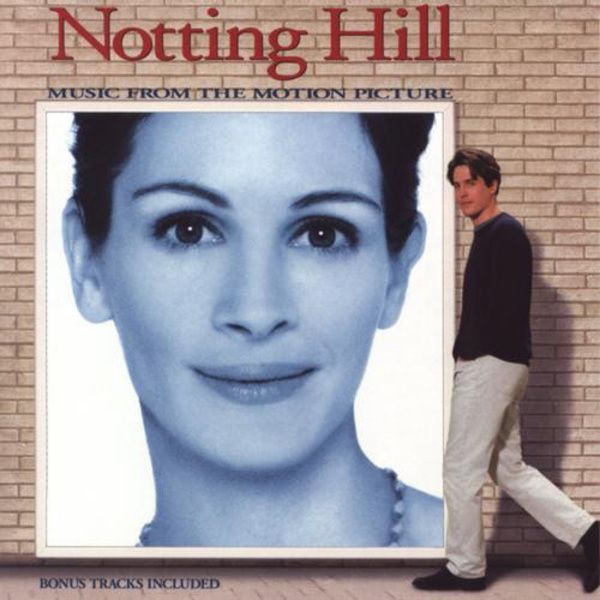 Notting Hill
MUSIC FROM THE MOTION PICTURE
BONUS TRACKS INCLUDED